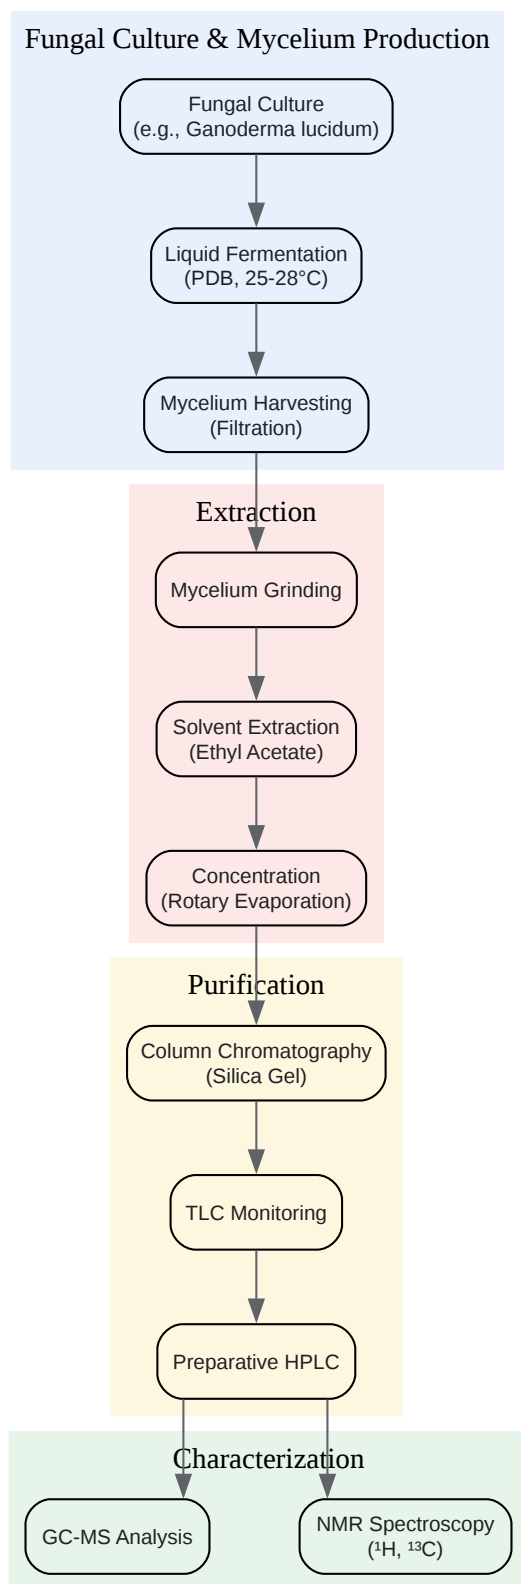 Fungal Culture & Mycelium Production
Fungal Culture
(e.g., Ganoderma lucidum)
Liquid Fermentation
(PDB, 25-28°C)
Mycelium Harvesting
(Filtration)
Extraction
Mycelium Grinding
Solvent Extraction
(Ethyl Acetate)
Concentration
(Rotary Evaporation)
Purification
Column Chromatography
(Silica Gel)
TLC Monitoring
Preparative HPLC
Characterization
GC-MS Analysis
NMR Spectroscopy
(¹H, ¹³C)